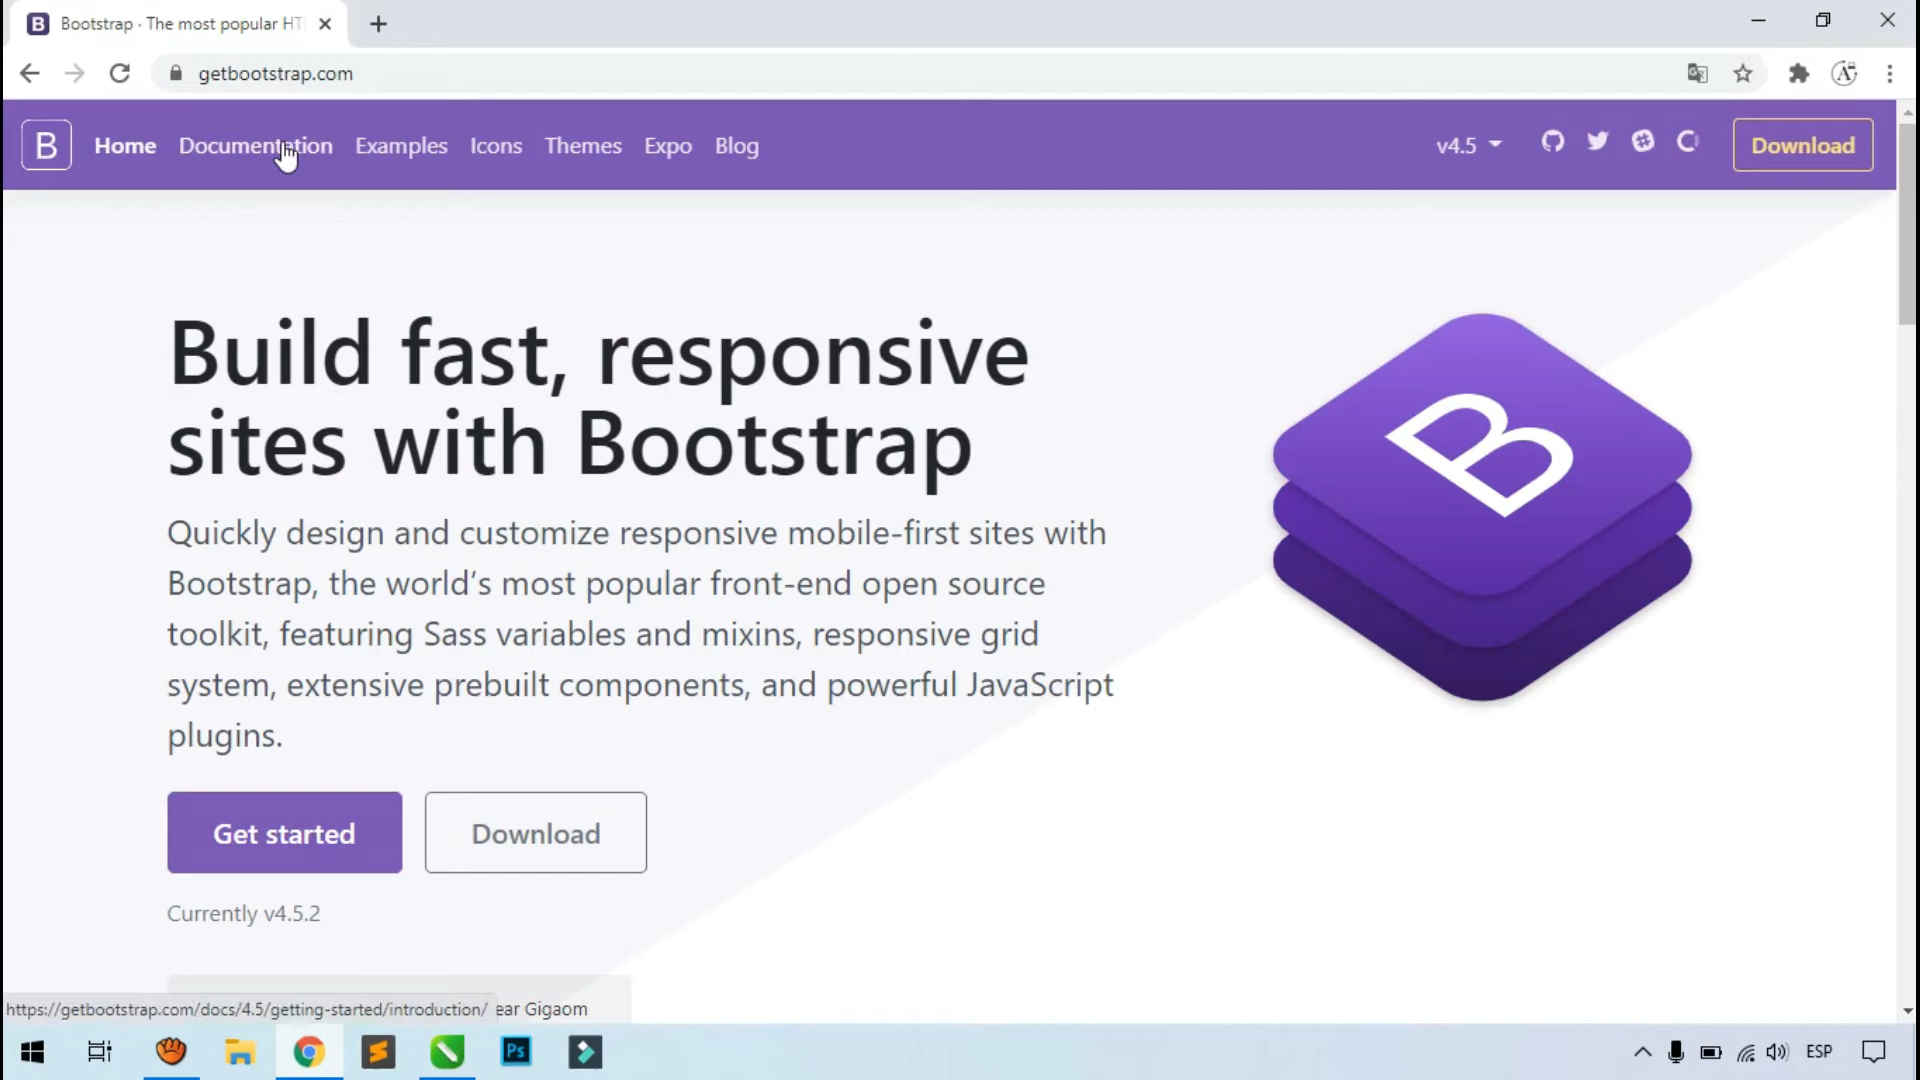 B Bootstrap · The most popular HT
getbootstrap.com
B Home Documentation Examples Icons Themes Expo Blog v4.5 Download
Build fast, responsive
sites with Bootstrap
B
Quickly design and customize responsive mobile-first sites with
Bootstrap, the world’s most popular front-end open source
toolkit, featuring Sass variables and mixins, responsive grid
system, extensive prebuilt components, and powerful JavaScript
plugins.
Get started Download
Currently v4.5.2
https://getbootstrap.com/docs/4.5/getting-started/introduction/ ear Gigaom
Ps ESP